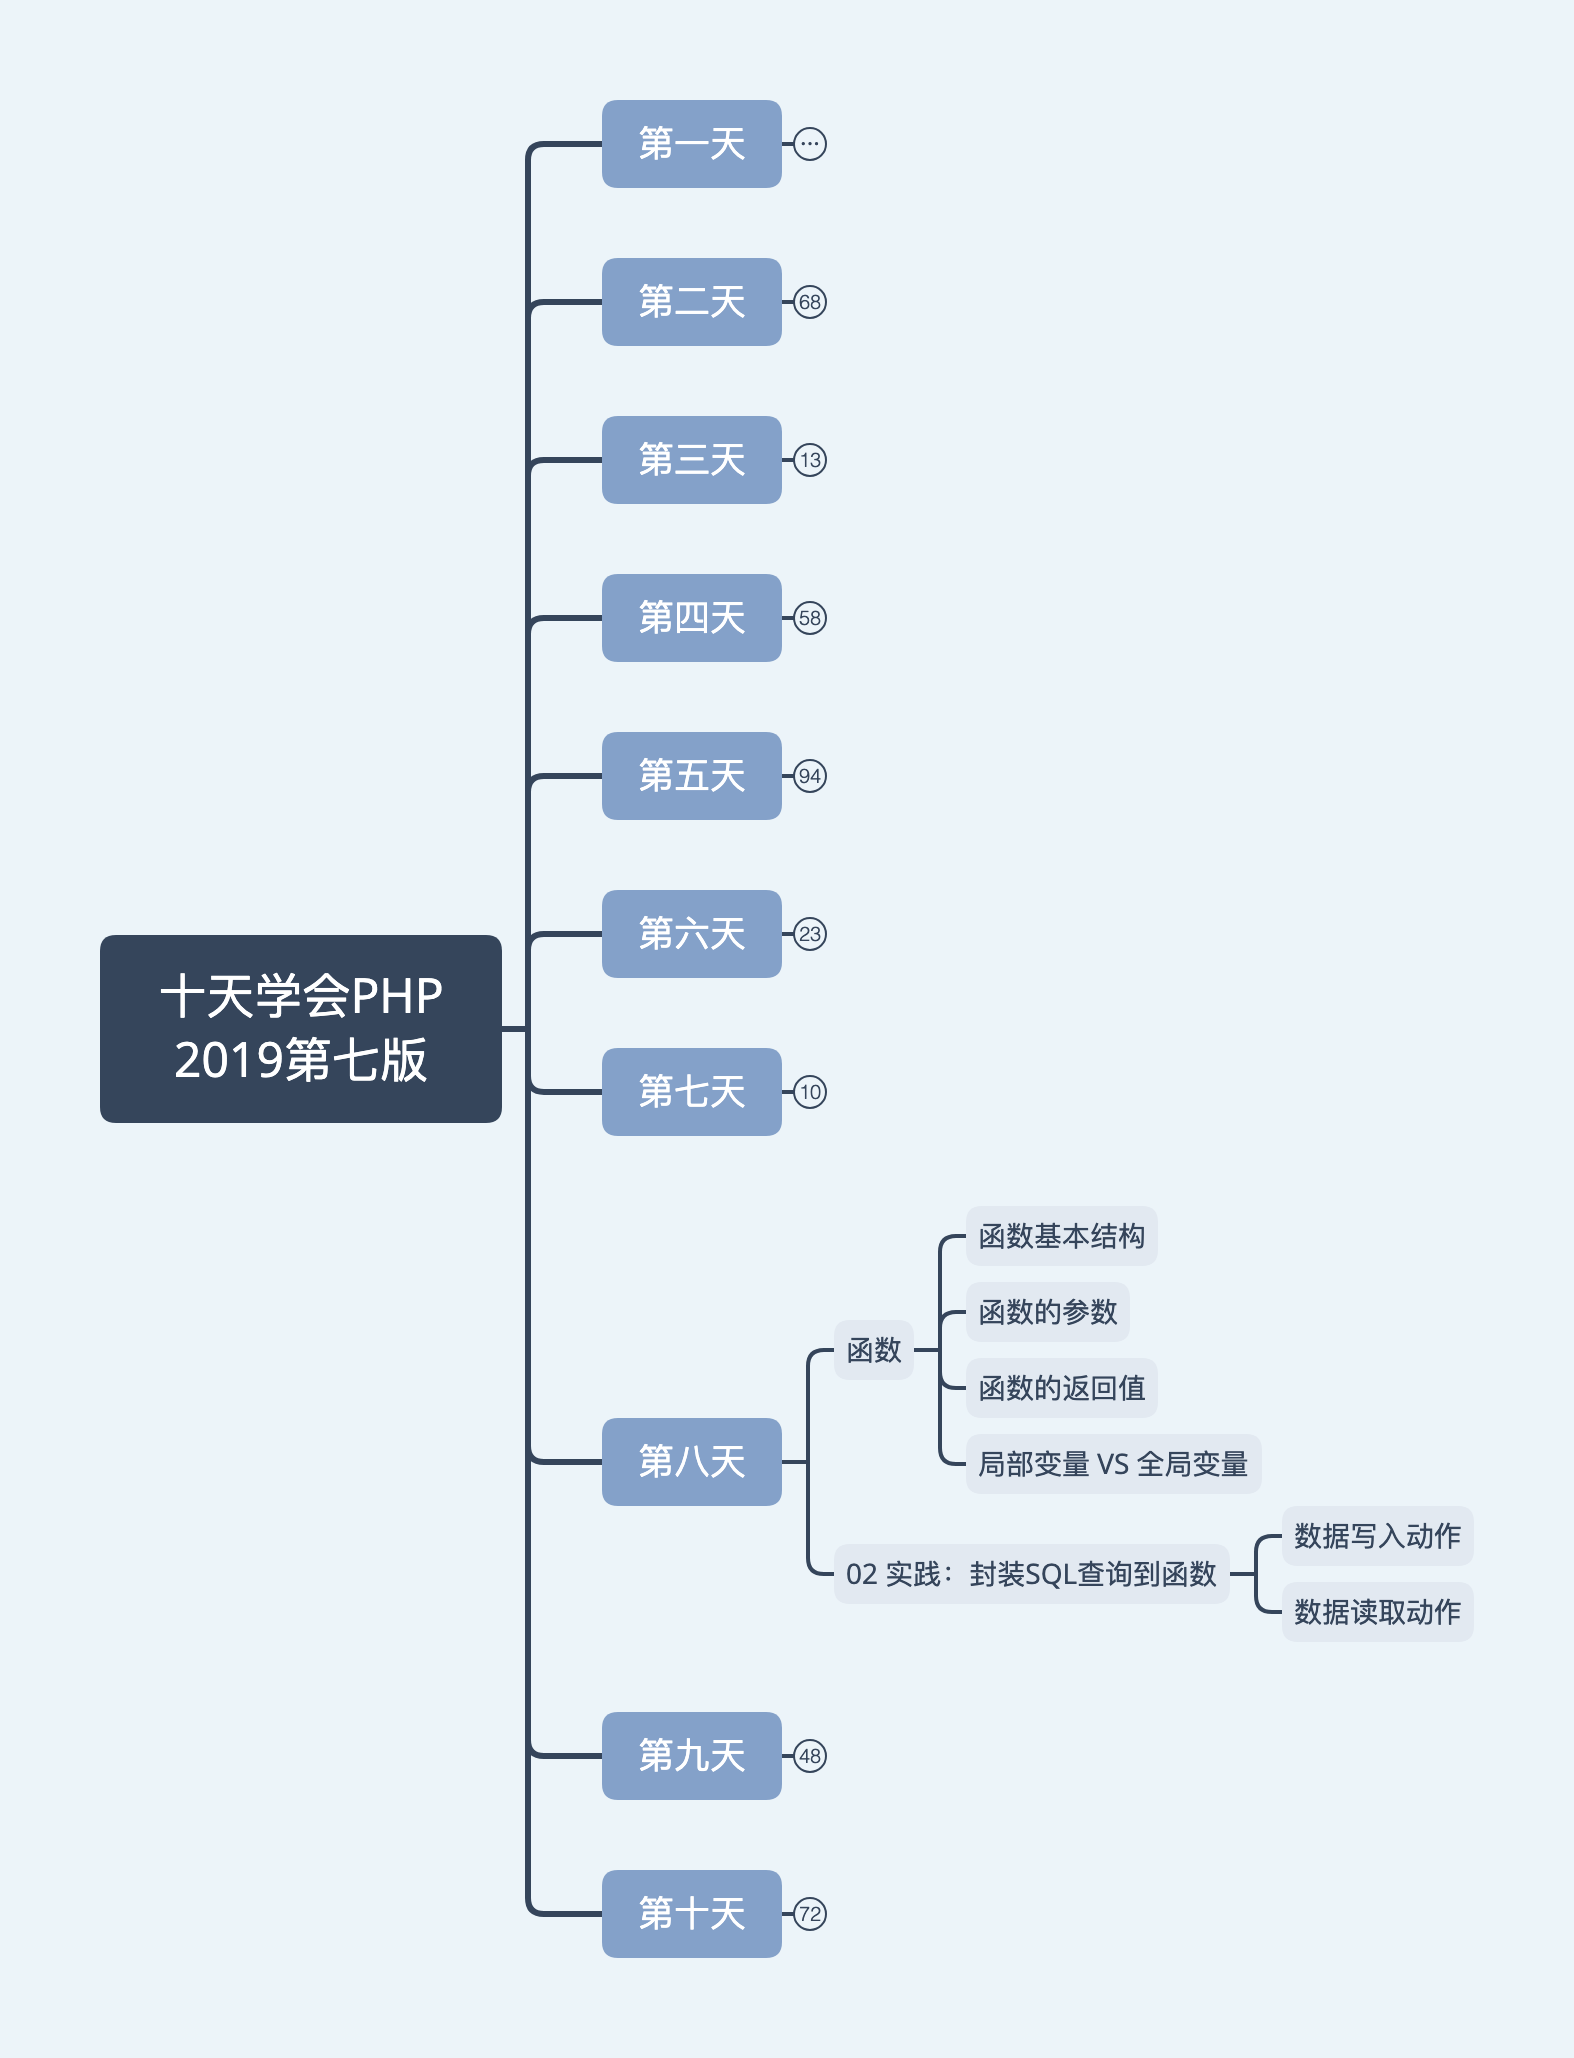 第一天
···
第二天
68
第三天
13
第四天
58
第五天
94
第六天
23
十天学会PHP
2019第七版
第七天
10
第八天
函数
函数基本结构
函数的参数
函数的返回值
局部变量 VS 全局变量
02 实践：封装SQL查询到函数
数据写入动作
数据读取动作
第九天
48
第十天
72